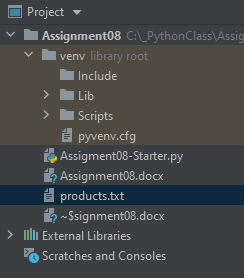 Project
Assignment08 C:\_PythonClass\Assig
venv library root
Include
Lib
Scripts
pyvenv.cfg
Assigment08-Starter.py
Assignment08.docx
products.txt
~$signment08.docx
External Libraries
Scratches and Consoles